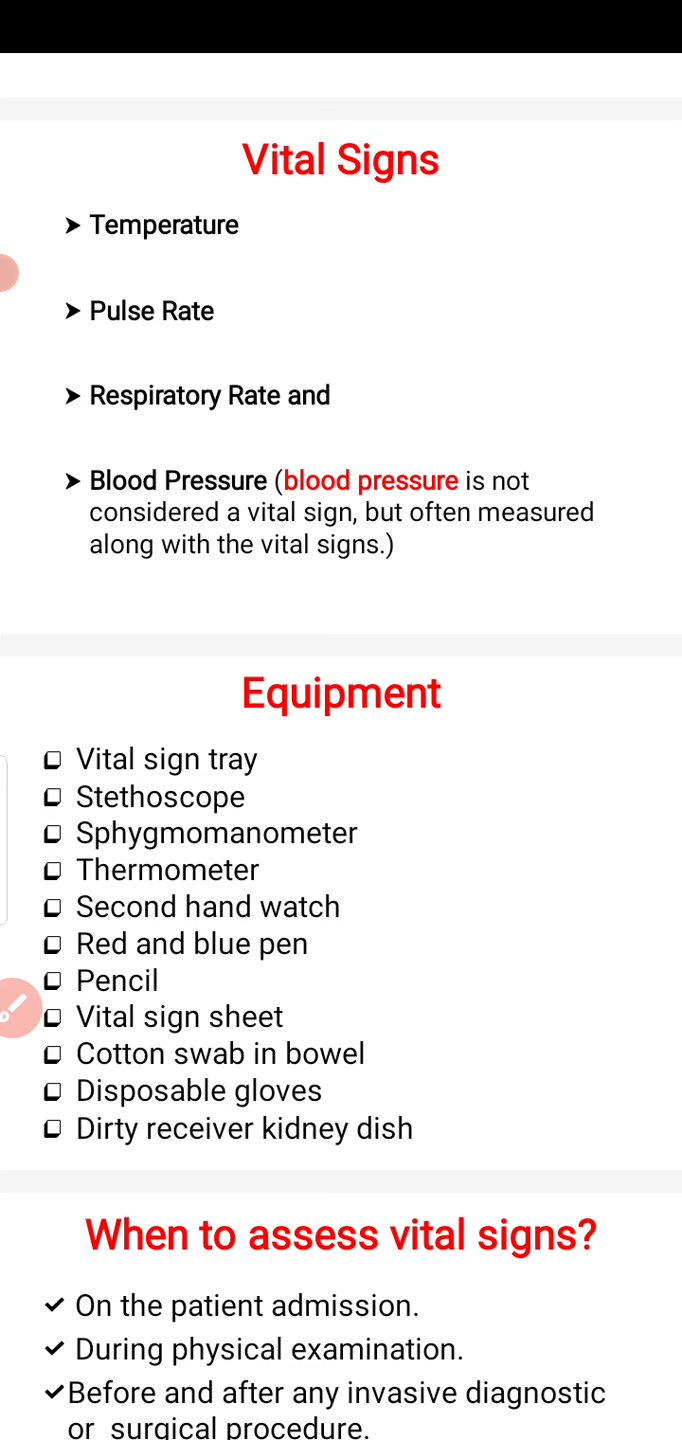 Vital Signs
➤ Temperature
➤ Pulse Rate
➤ Respiratory Rate and
➤ Blood Pressure (blood pressure is not
considered a vital sign, but often measured
along with the vital signs.)
Equipment
❑ Vital sign tray
❑ Stethoscope
❑ Sphygmomanometer
❑ Thermometer
❑ Second hand watch
❑ Red and blue pen
❑ Pencil
❑ Vital sign sheet
❑ Cotton swab in bowel
❑ Disposable gloves
❑ Dirty receiver kidney dish
When to assess vital signs?
✓ On the patient admission.
✓ During physical examination.
✓Before and after any invasive diagnostic
or surgical procedure.